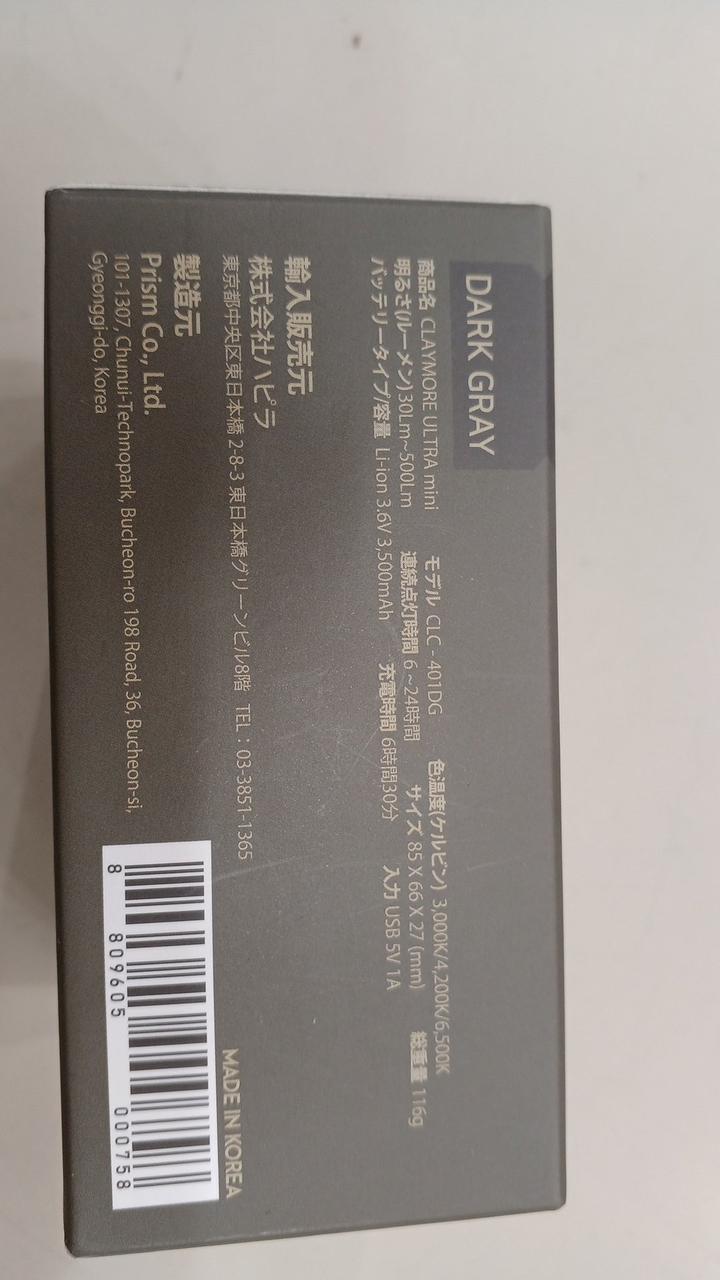 DARK GRAY
商品名 CLAYMORE ULTRA mini モデル CLC - 401DG 色温度(ケルビン) 3,000K/4,200K/6,500K
明るさ(ルーメン)30Lm~500Lm 連続点灯時間 6 ~24時間 サイズ 85 X 66 X 27 (mm) 総重量 116g
バッテリータイプ/容量 Li-ion 3.6V 3,500mAh 充電時間 6時間30分 入力 USB 5V 1A
輸入販売元
株式会社ハピラ
東京都中央区東日本橋 2-8-3 東日本橋グリーンビル8階 TEL : 03-3851-1365
製造元
Prism Co., Ltd.
101-1307, Chunui-Technopark, Bucheon-ro 198 Road, 36, Bucheon-si,
Gyeonggi-do, Korea
MADE IN KOREA
8 809605 000758